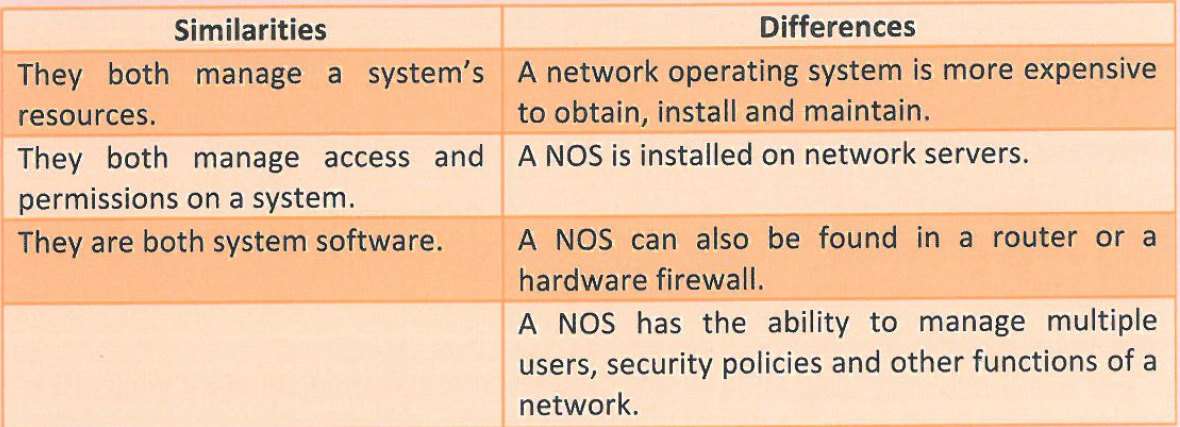 Similarities
Differences
They both manage a system's
resources.
A network operating system is more expensive
to obtain, install and maintain.
They both manage access and
permissions on a system.
A NOS is installed on network servers.
They are both system software.
A NOS can also be found in a router or a
hardware firewall.
A NOS has the ability to manage multiple
users, security policies and other functions of a
network.